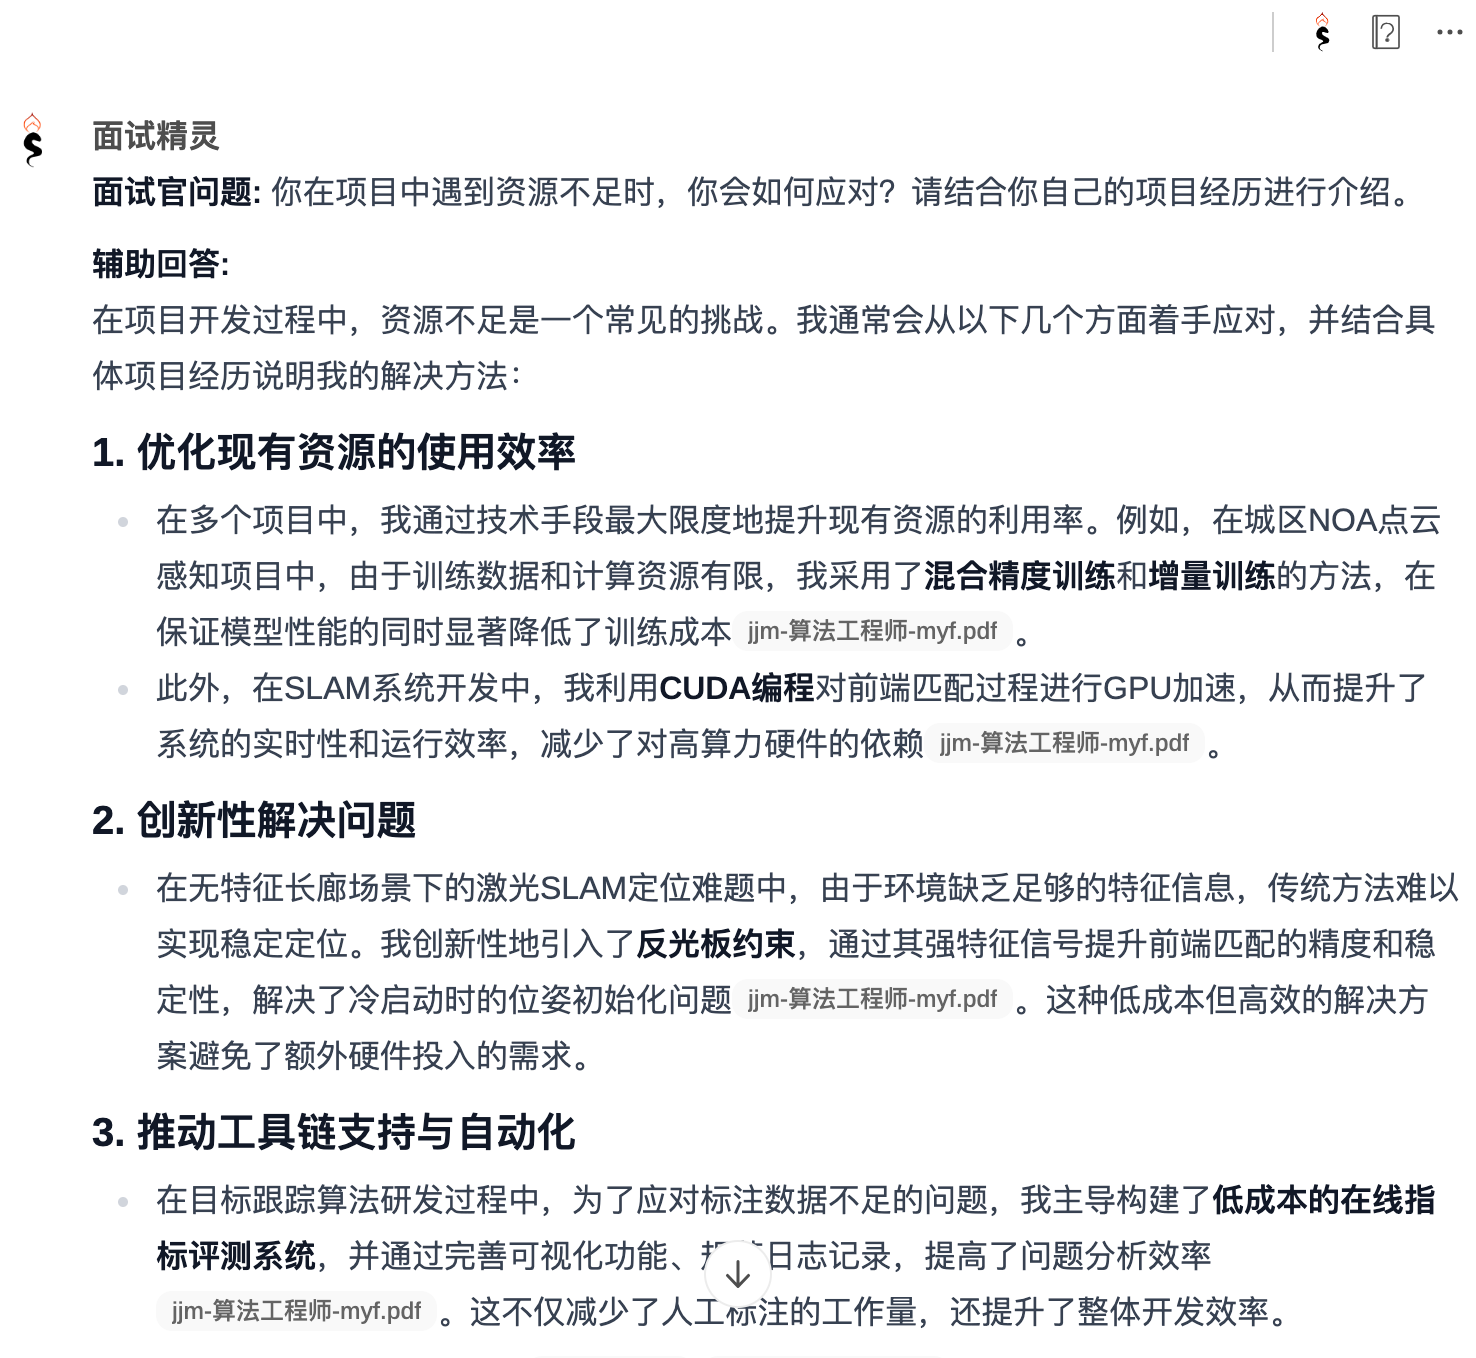 面试精灵
面试官问题: 你在项目中遇到资源不足时，你会如何应对？请结合你自己的项目经历进行介绍。
辅助回答:
在项目开发过程中，资源不足是一个常见的挑战。我通常会从以下几个方面着手应对，并结合具
体项目经历说明我的解决方法：
1. 优化现有资源的使用效率
在多个项目中，我通过技术手段最大限度地提升现有资源的利用率。例如，在城区NOA点云
感知项目中，由于训练数据和计算资源有限，我采用了混合精度训练和增量训练的方法，在
保证模型性能的同时显著降低了训练成本 jjm-算法工程师-myf.pdf 。
此外，在SLAM系统开发中，我利用CUDA编程对前端匹配过程进行GPU加速，从而提升了
系统的实时性和运行效率，减少了对高算力硬件的依赖 jjm-算法工程师-myf.pdf 。
2. 创新性解决问题
在无特征长廊场景下的激光SLAM定位难题中，由于环境缺乏足够的特征信息，传统方法难以
实现稳定定位。我创新性地引入了反光板约束，通过其强特征信号提升前端匹配的精度和稳
定性，解决了冷启动时的位姿初始化问题 jjm-算法工程师-myf.pdf 。这种低成本但高效的解决方
案避免了额外硬件投入的需求。
3. 推动工具链支持与自动化
在目标跟踪算法研发过程中，为了应对标注数据不足的问题，我主导构建了低成本的在线指
标评测系统，并通过完善可视化功能、日志记录，提高了问题分析效率
jjm-算法工程师-myf.pdf 。这不仅减少了人工标注的工作量，还提升了整体开发效率。